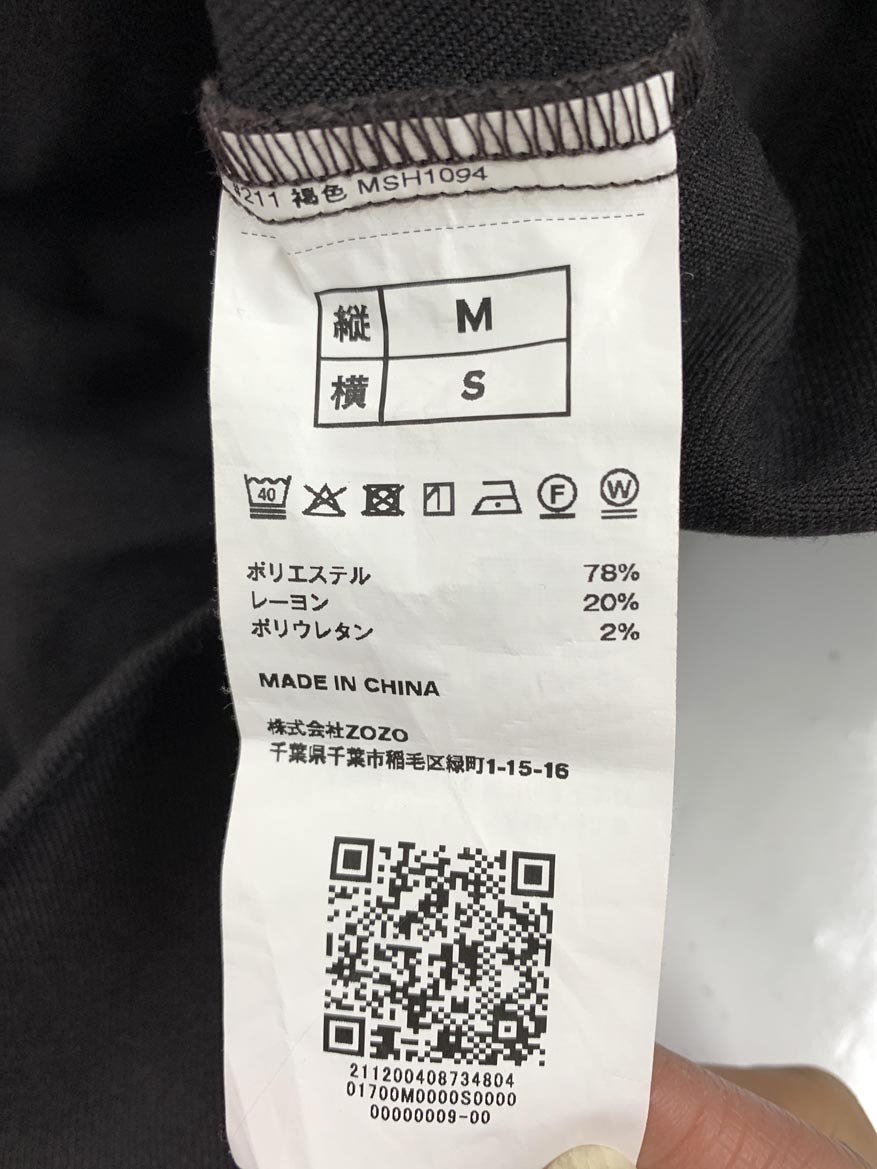 #211 褐色 MSH1094
縦 M
横 S
40 F W
ポリエステル 78%
レーヨン 20%
ポリウレタン 2%
MADE IN CHINA
株式会社ZOZO
千葉県千葉市稲毛区緑町1-15-16
211200408734804
01700M0000S0000
00000009-00